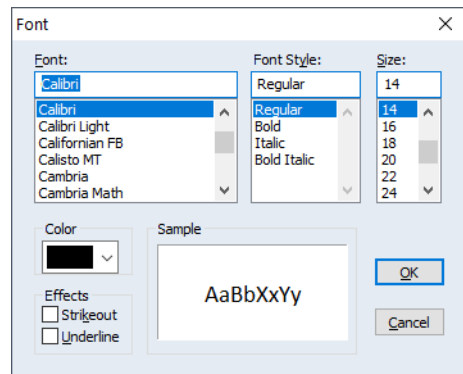 Font
Font:
Font Style:
Size:
Calibri
Regular
14
Calibri
Calibri Light
Californian FB
Calisto MT
Cambria
Cambria Math
Regular
Bold
Italic
Bold Italic
14
16
18
20
22
24
Color
Sample
AaBbXxYy
Effects
Strikeout
Underline
OK
Cancel